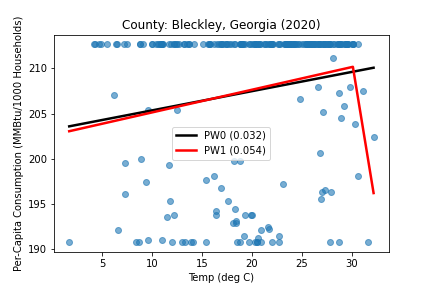 County: Bleckley, Georgia (2020)
Per-Capita Consumption (MMBtu/1000 Households)
210
205
200
195
190
PW0 (0.032)
PW1 (0.054)
5 10 15 20 25 30
Temp (deg C)